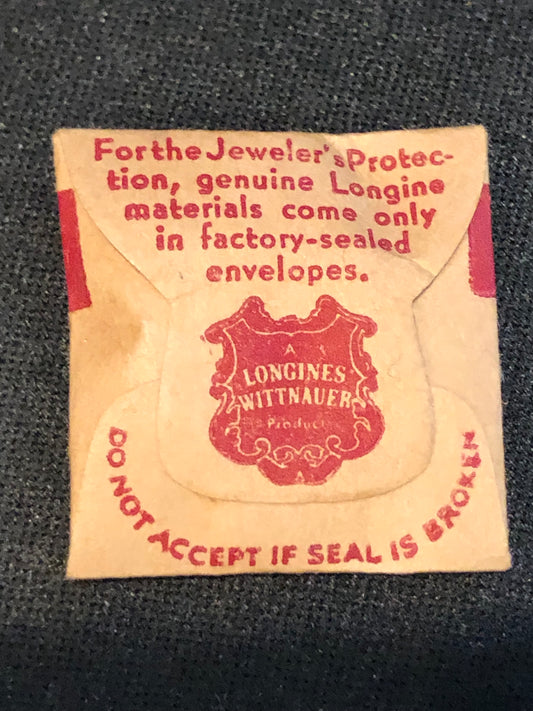 For the Jeweler's Protec-
tion, genuine Longine
materials come only
in factory-sealed
envelopes.
A
LONGINES
WITTNAUER
Product
DO NOT ACCEPT IF SEAL IS BROKEN